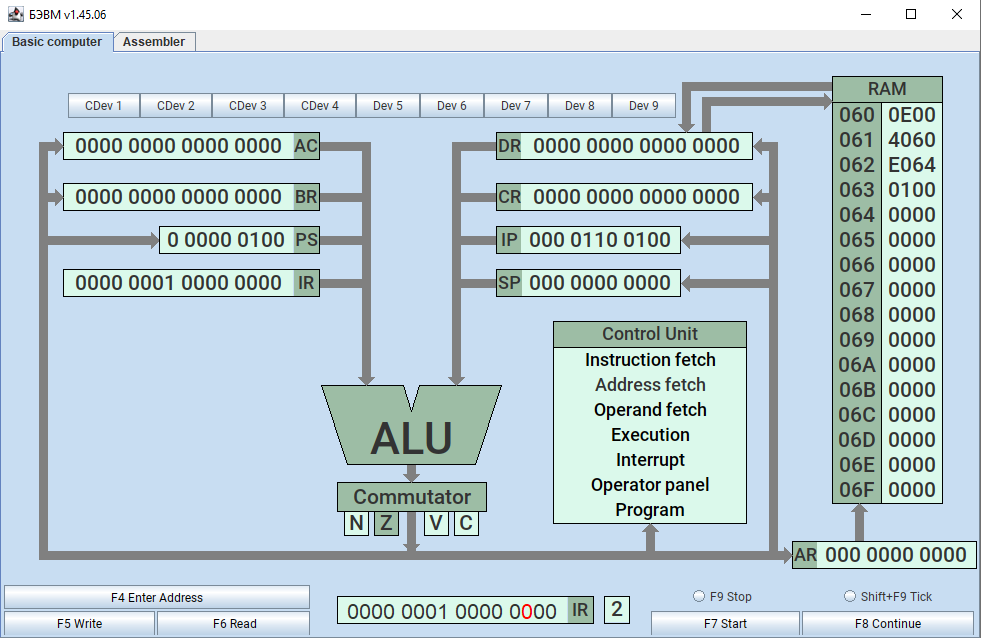 БЭВМ v1.45.06
Basic computer
Assembler
CDev 1
CDev 2
CDev 3
CDev 4
Dev 5
Dev 6
Dev 7
Dev 8
Dev 9
0000 0000 0000 0000 AC
0000 0000 0000 0000 BR
0 0000 0100 PS
0000 0001 0000 0000 IR
DR 0000 0000 0000 0000
CR 0000 0000 0000 0000
IP 000 0110 0100
SP 000 0000 0000
ALU
Commutator
N Z V C
Control Unit
Instruction fetch
Address fetch
Operand fetch
Execution
Interrupt
Operator panel
Program
RAM
060 0E00
061 4060
062 E064
063 0100
064 0000
065 0000
066 0000
067 0000
068 0000
069 0000
06A 0000
06B 0000
06C 0000
06D 0000
06E 0000
06F 0000
AR 000 0000 0000
F4 Enter Address
F5 Write
F6 Read
0000 0001 0000 0000 IR
2
F9 Stop
Shift+F9 Tick
F7 Start
F8 Continue